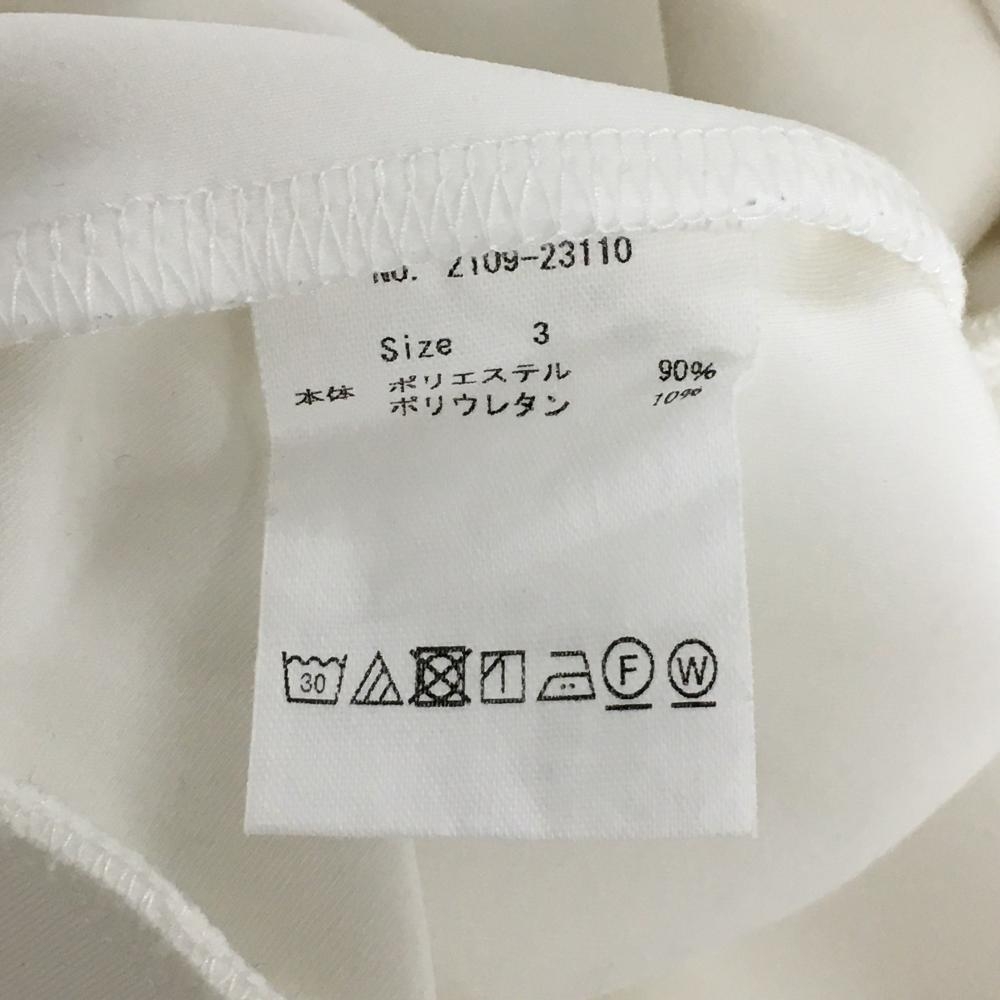 No. 2109-23110
Size 3
本体 ポリエステル 90%
ポリウレタン 10%
30 F W